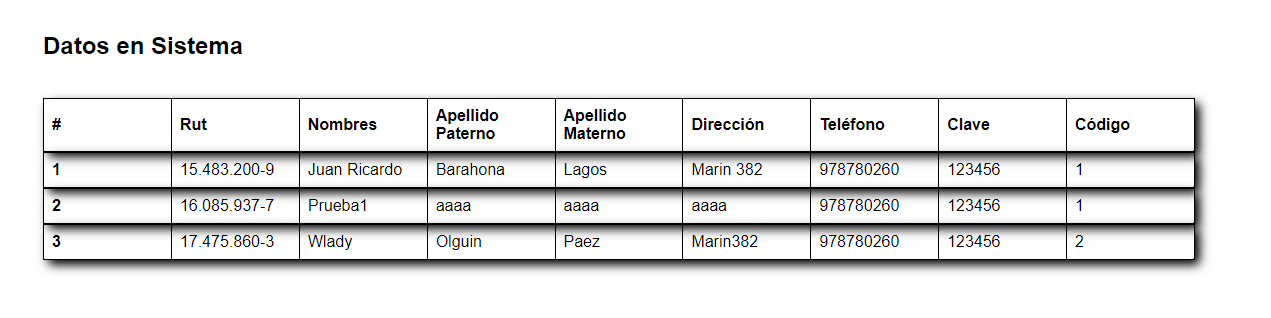 Datos en Sistema
# Rut Nombres Apellido Paterno Apellido Materno Dirección Teléfono Clave Código
1 15.483.200-9 Juan Ricardo Barahona Lagos Marin 382 978780260 123456 1
2 16.085.937-7 Prueba1 aaaa aaaa aaaa 978780260 123456 1
3 17.475.860-3 Wlady Olguin Paez Marin382 978780260 123456 2